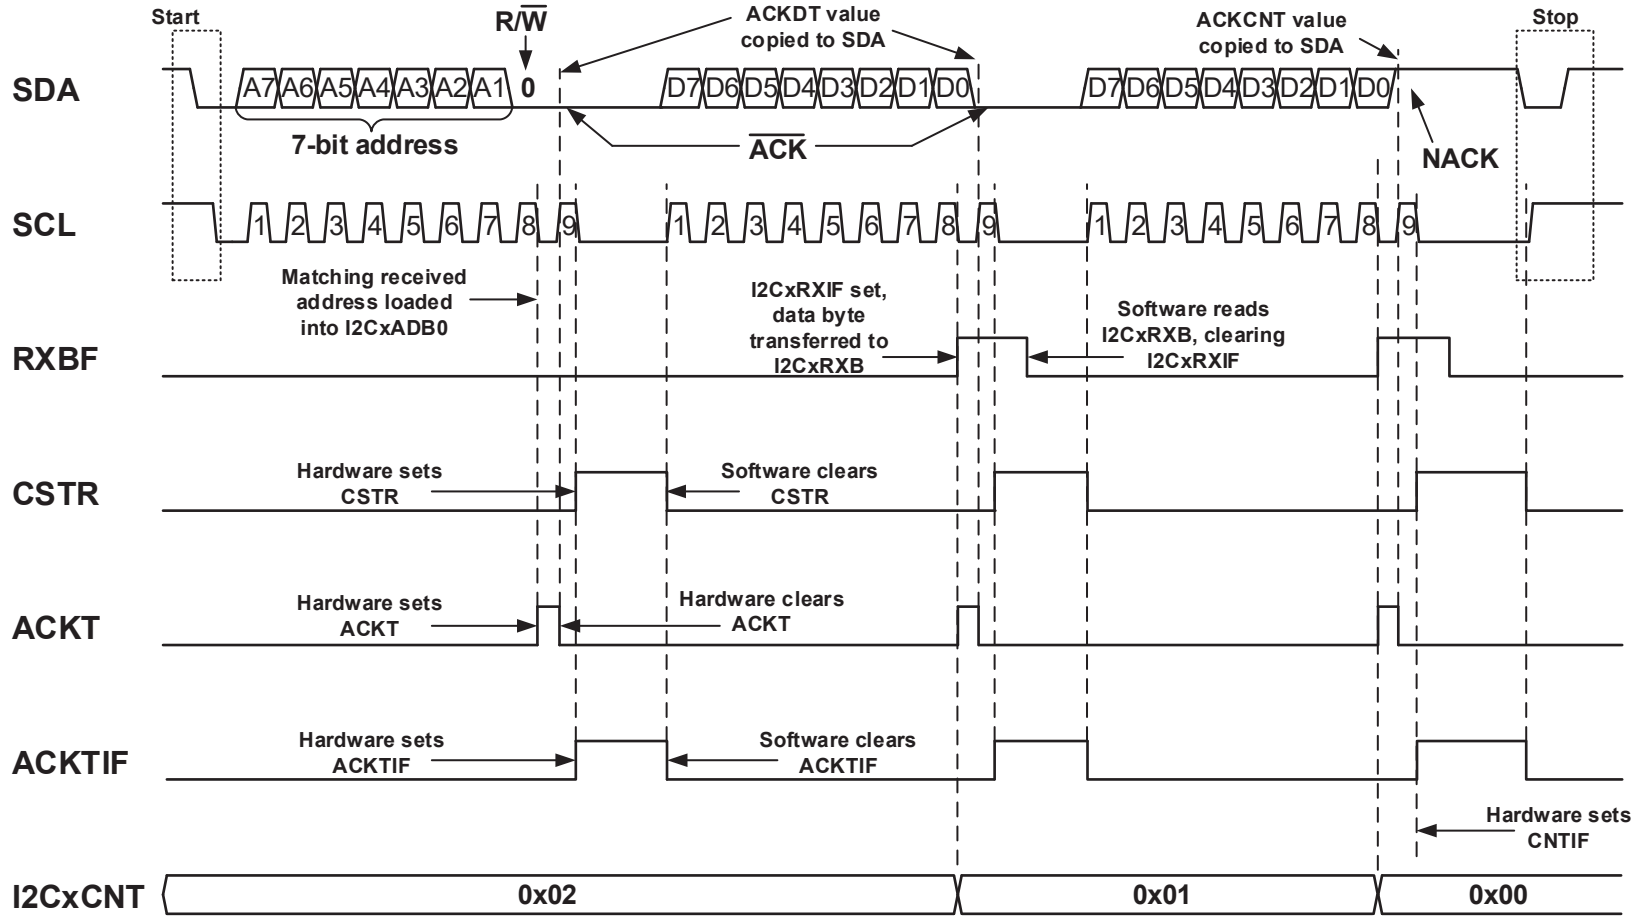 Start
R/W
ACKDT value
copied to SDA
ACKCNT value
copied to SDA
Stop
SDA
A7 A6 A5 A4 A3 A2 A1 0
D7 D6 D5 D4 D3 D2 D1 D0
D7 D6 D5 D4 D3 D2 D1 D0
7-bit address
ACK
NACK
SCL
1 2 3 4 5 6 7 8 9
1 2 3 4 5 6 7 8 9
1 2 3 4 5 6 7 8 9
Matching received
address loaded
into I2CxADB0
I2CxRXIF set,
data byte
transferred to
I2CxRXB
Software reads
I2CxRXB, clearing
I2CxRXIF
RXBF
Hardware sets
CSTR
Software clears
CSTR
CSTR
Hardware sets
ACKT
Hardware clears
ACKT
ACKT
Hardware sets
ACKTIF
Software clears
ACKTIF
ACKTIF
Hardware sets
CNTIF
I2CxCNT
0x02
0x01
0x00